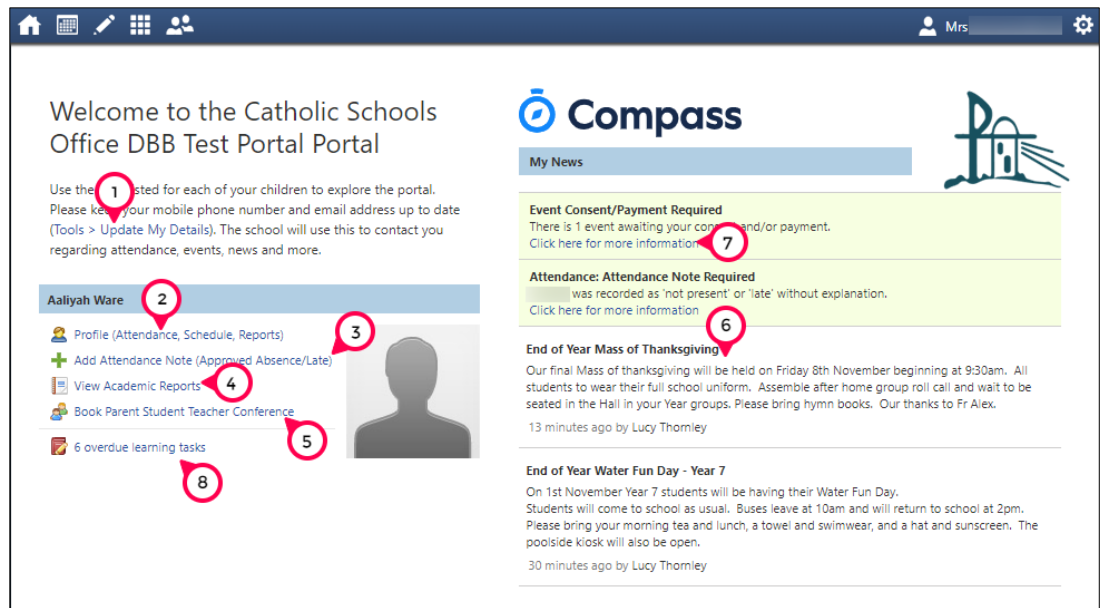 Mrs
Welcome to the Catholic Schools
Office DBB Test Portal Portal
Use the sted for each of your children to explore the portal.
Please your mobile phone number and email address up to date
(Tools > Update My Details). The school will use this to contact you
regarding attendance, events, news and more.
1
Aaliyah Ware
2
Profile (Attendance, Schedule, Reports)
3
Add Attendance Note (Approved Absence/Late)
View Academic Reports
4
Book Parent Student Teacher Conference
5
6 overdue learning tasks
8
Compass
My News
Event Consent/Payment Required
There is 1 event awaiting your and/or payment.
Click here for more information
7
Attendance: Attendance Note Required
was recorded as 'not present' or 'late' without explanation.
Click here for more information
6
End of Year Mass of Thanksgiving
Our final Mass of thanksgiving will be held on Friday 8th November beginning at 9:30am. All
students to wear their full school uniform. Assemble after home group roll call and wait to be
seated in the Hall in your Year groups. Please bring hymn books. Our thanks to Fr Alex.
13 minutes ago by Lucy Thornley
End of Year Water Fun Day - Year 7
On 1st November Year 7 students will be having their Water Fun Day.
Students will come to school as usual. Buses leave at 10am and will return to school at 2pm.
Please bring your morning tea and lunch, a towel and swimwear, and a hat and sunscreen. The
poolside kiosk will also be open.
30 minutes ago by Lucy Thornley